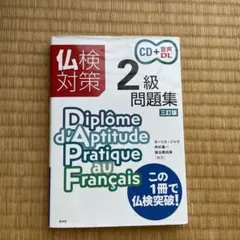 CD+音声DL
仏検
対策
2級
問題集
三訂版
Diplôme
d'Aptitude
Pratique
au
Français
この
1冊で
仏検突破!